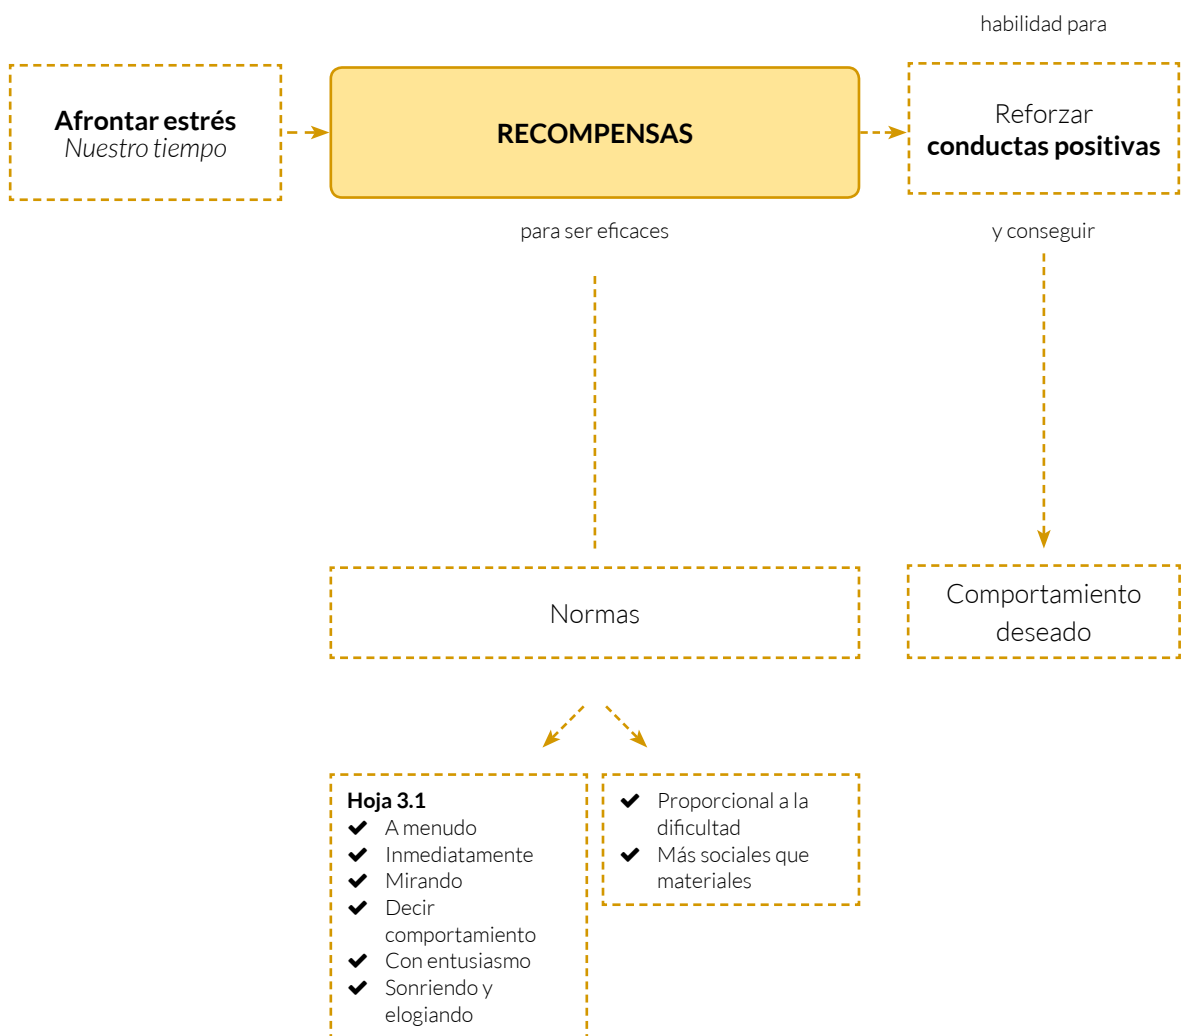 habilidad para
Afrontar estrés
Nuestro tiempo
RECOMPENSAS
Reforzar
conductas positivas
para ser eficaces
y conseguir
Normas
Comportamiento
deseado
Hoja 3.1
✔ A menudo
✔ Inmediatamente
✔ Mirando
✔ Decir
comportamiento
✔ Con entusiasmo
✔ Sonriendo y
elogiando
✔ Proporcional a la
dificultad
✔ Más sociales que
materiales